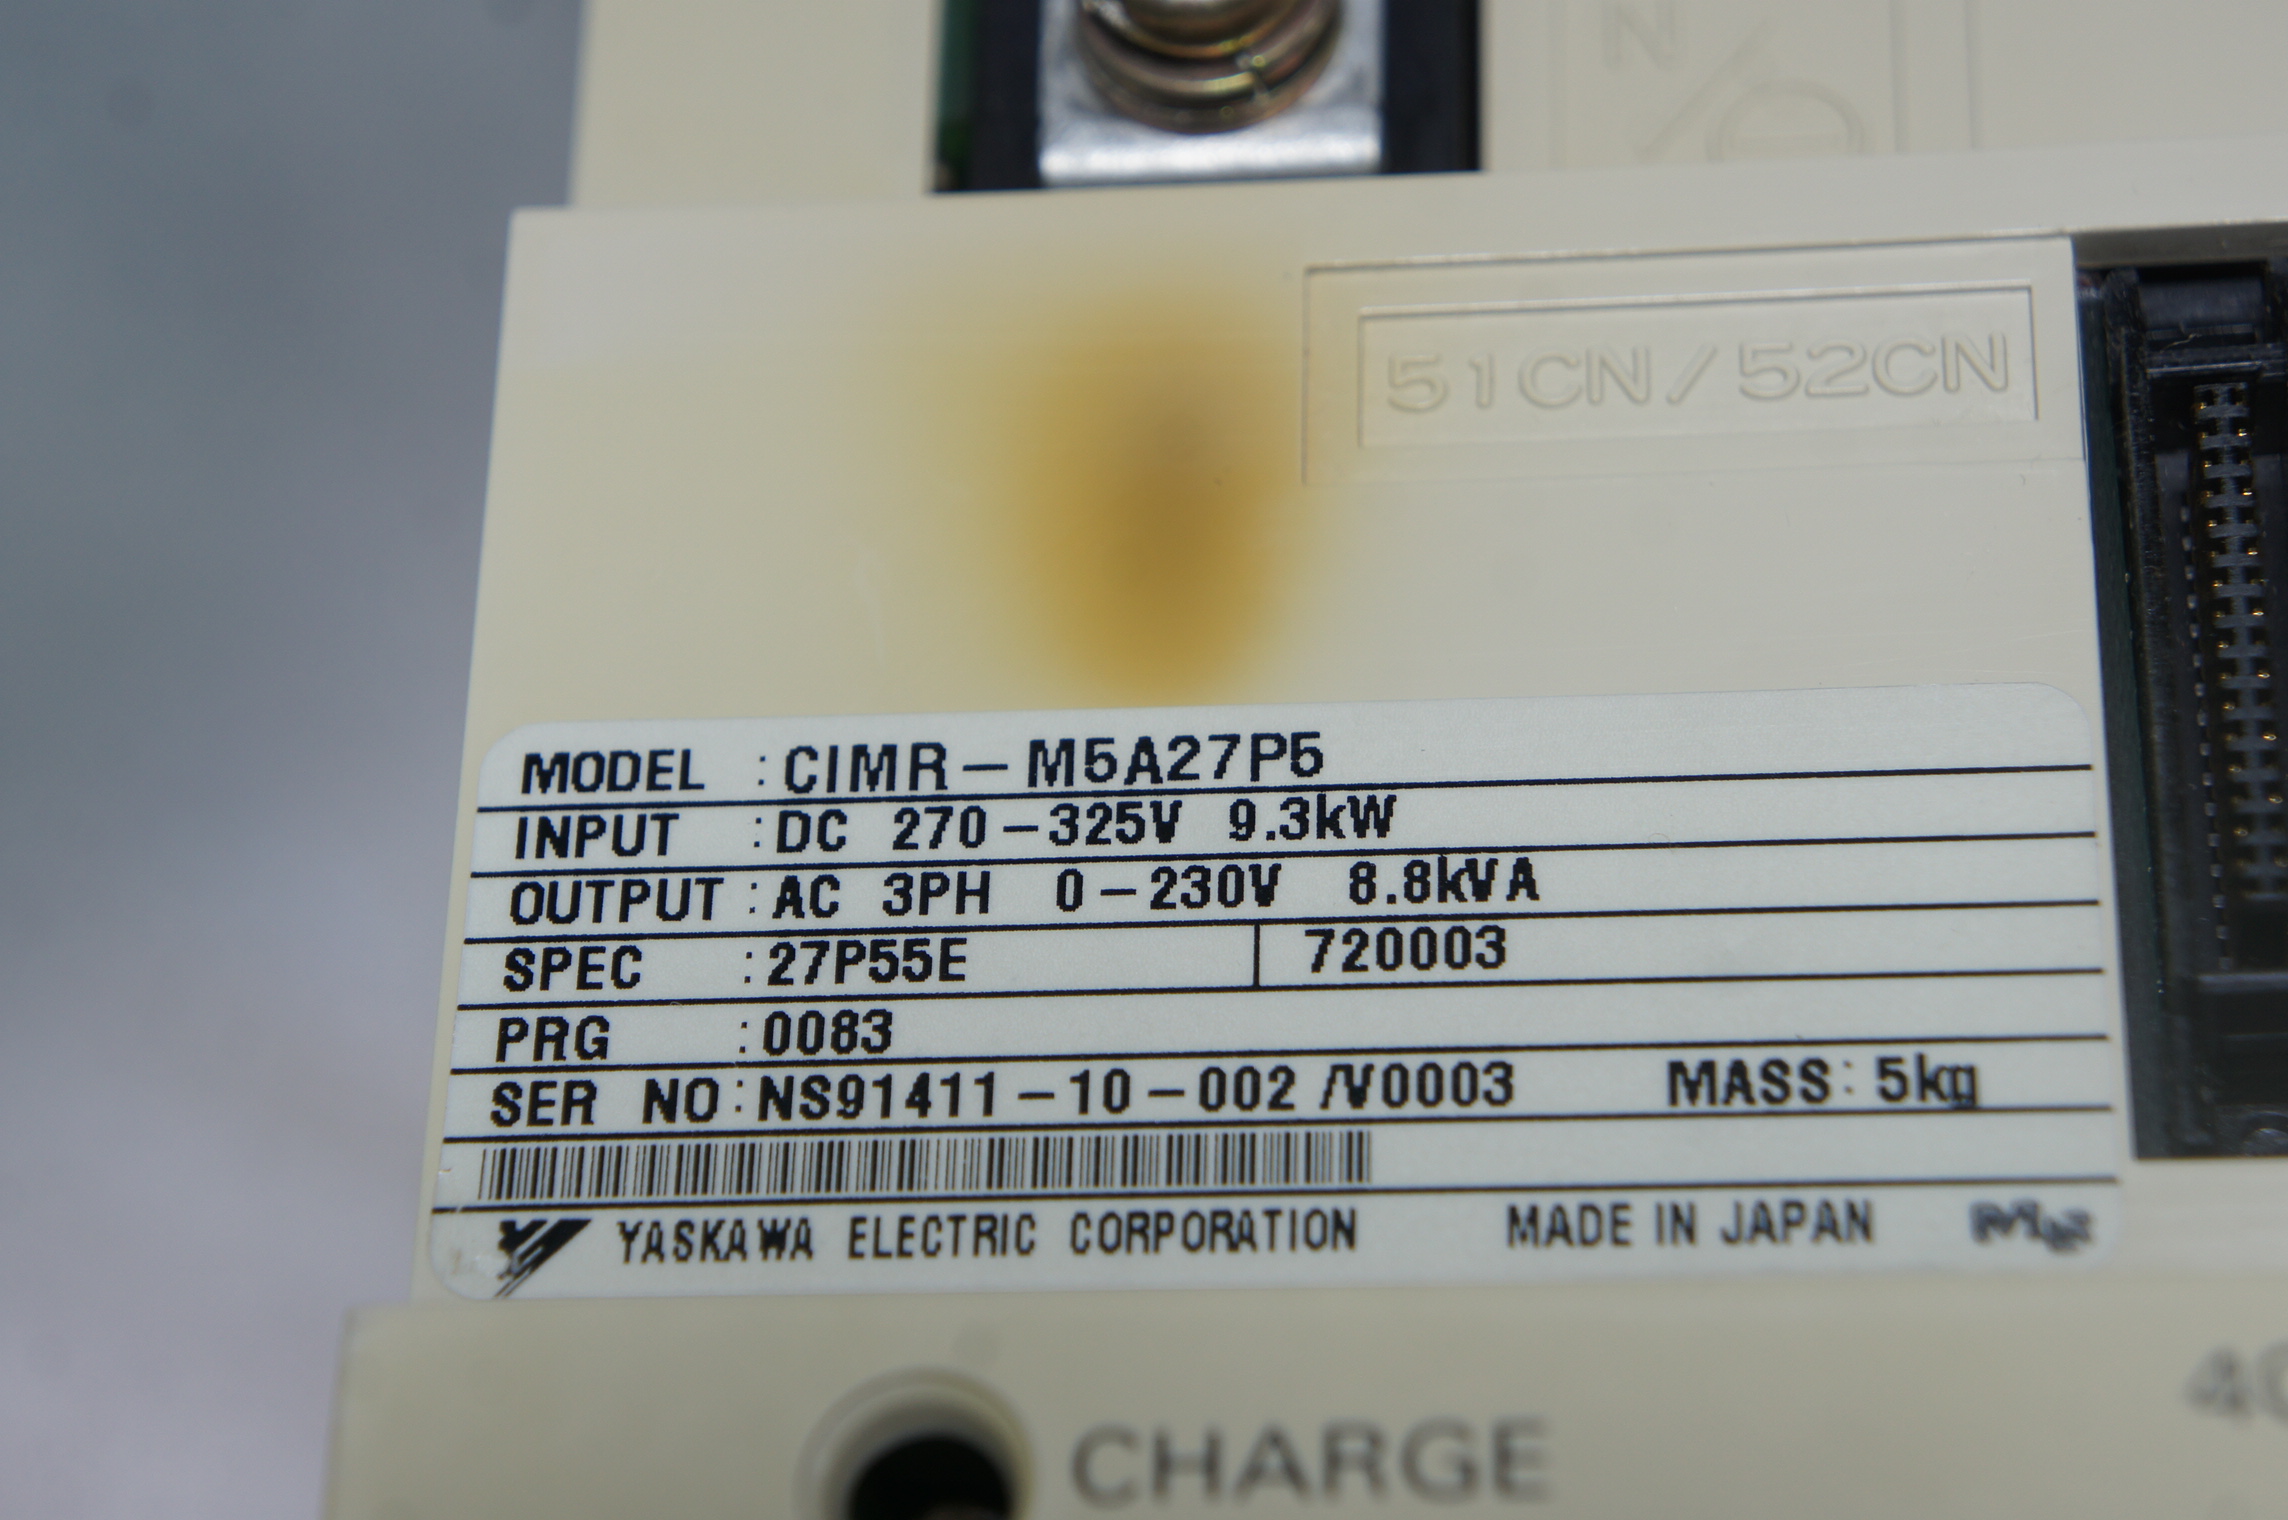 N/
51CN/52CN
MODEL :CIMR-M5A27P5
INPUT :DC 270-325V 9.3kW
OUTPUT:AC 3PH 0-230V 8.8kVA
SPEC :27P55E 720003
PRG :0083
SER NO:NS91411-10-002/V0003 MASS:5kg
YASKAWA ELECTRIC CORPORATION MADE IN JAPAN
CHARGE